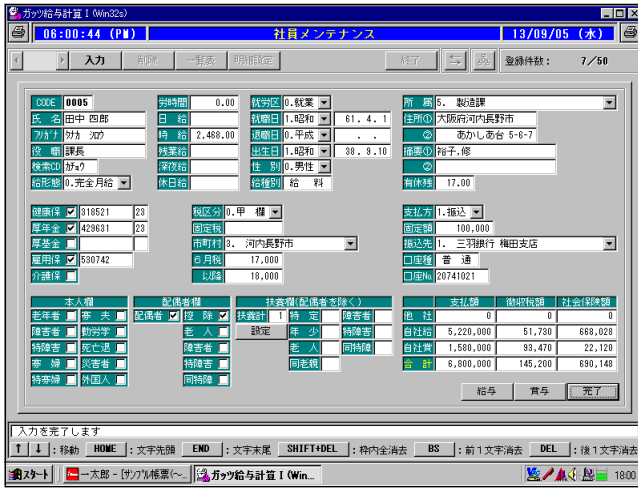 ガッツ給与計算Ⅰ(Win32s)
06:00:44 (PM) 社員メンテナンス 13/09/05 (水)
入力 削除 一覧表 明細設定 終了 登録件数: 7/50
CODE 0005 労時間 0.00 就労区 0.就業 所 属 5. 製造課
氏 名 田中 四郎 日 給 就職日 1.昭和 61. 4. 1 住所① 大阪府河内長野市
フリガナ タナカ シロウ 時 給 2,468.00 退職日 0.平成 . . ② あかしあ台 5-6-7
役 職 課長 残業給 出生日 1.昭和 38. 9.10 摘要① 裕子,修
検索CD カチョウ 深夜給 性 別 0.男性 ②
給形態 0.完全月給 休日給 給種別 給 料 有休残 17.00
健康保 318521 23 税区分 0.甲 欄 支払方 1.振込
厚年金 429631 23 固定税 固定額 100,000
厚基金 市町村 3. 河内長野市 振込先 1. 三羽銀行 梅田支店
雇用保 530742 6月税 17,000 口座種 普 通
介護保 以降 18,000 口座No. 20741021
本人欄 配偶者欄 扶養欄(配偶者を除く) 支払額 徴収税額 社会保険額
老年者 寡 夫 配偶者 控 除 扶養計 1 特 定 障害者 他 社 0 0 0
障害者 勤労学 老 人 設定 年 少 特障害 自社給 5,220,000 51,730 668,028
特障害 死亡退 障害者 老 人 同特障 自社賞 1,580,000 93,470 22,120
寡 婦 災害者 特障害 同老親 合 計 6,800,000 145,200 690,148
特寡婦 外国人 同特障
給与 賞与 完了
入力を完了します
↑ ↓ :移動 HOME :文字先頭 END :文字末尾 SHIFT+DEL :枠内全消去 BS :前1文字消去 DEL :後1文字消去
スタート 一太郎 - [サンプル帳票(~... ガッツ給与計算Ⅰ(Win... 18:00